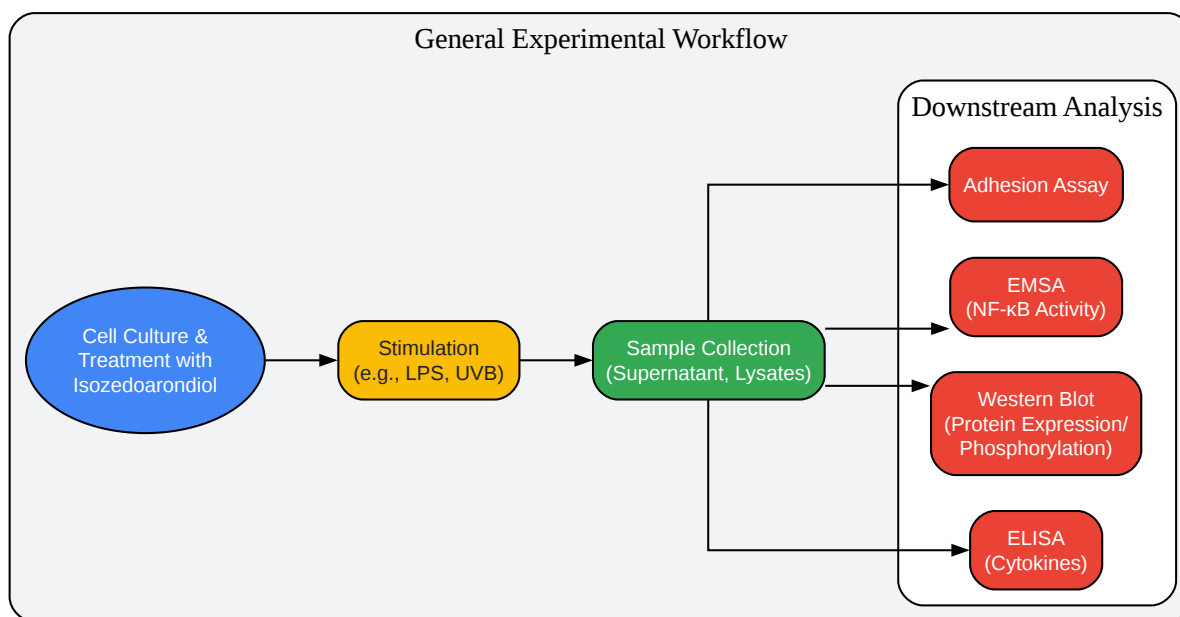 General Experimental Workflow
Downstream Analysis
Adhesion Assay
EMSA
(NF-κB Activity)
Cell Culture &
Treatment with
Isozedoarondiol
Stimulation
(e.g., LPS, UVB)
Sample Collection
(Supernatant, Lysates)
Western Blot
(Protein Expression/
Phosphorylation)
ELISA
(Cytokines)